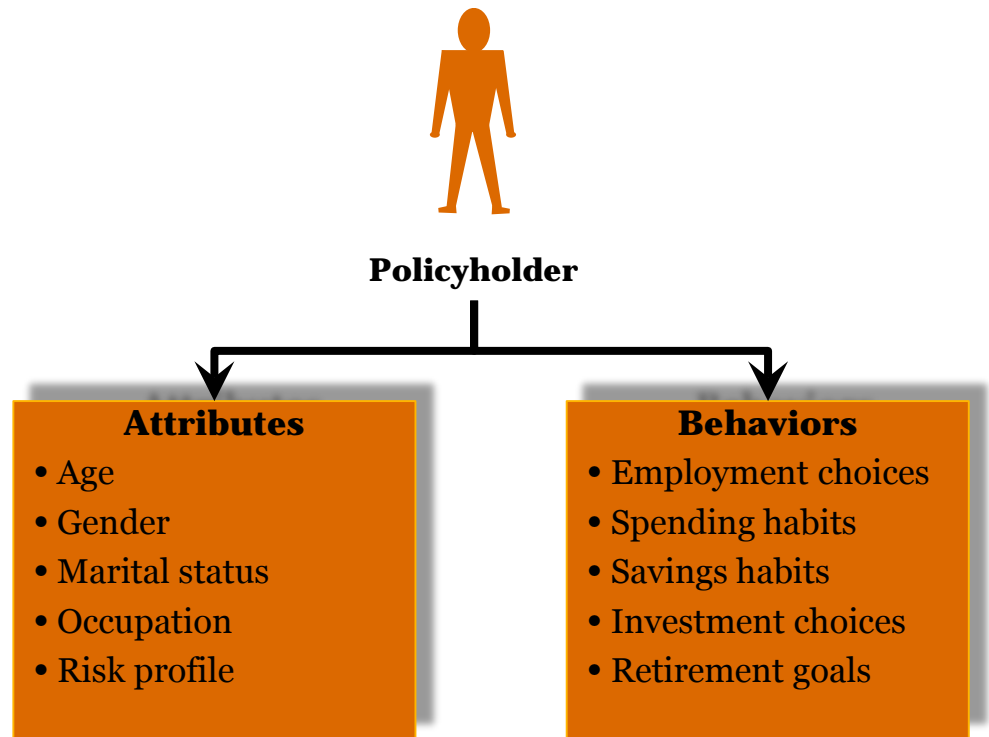 Policyholder
Attributes
• Age
• Gender
• Marital status
• Occupation
• Risk profile
Behaviors
• Employment choices
• Spending habits
• Savings habits
• Investment choices
• Retirement goals